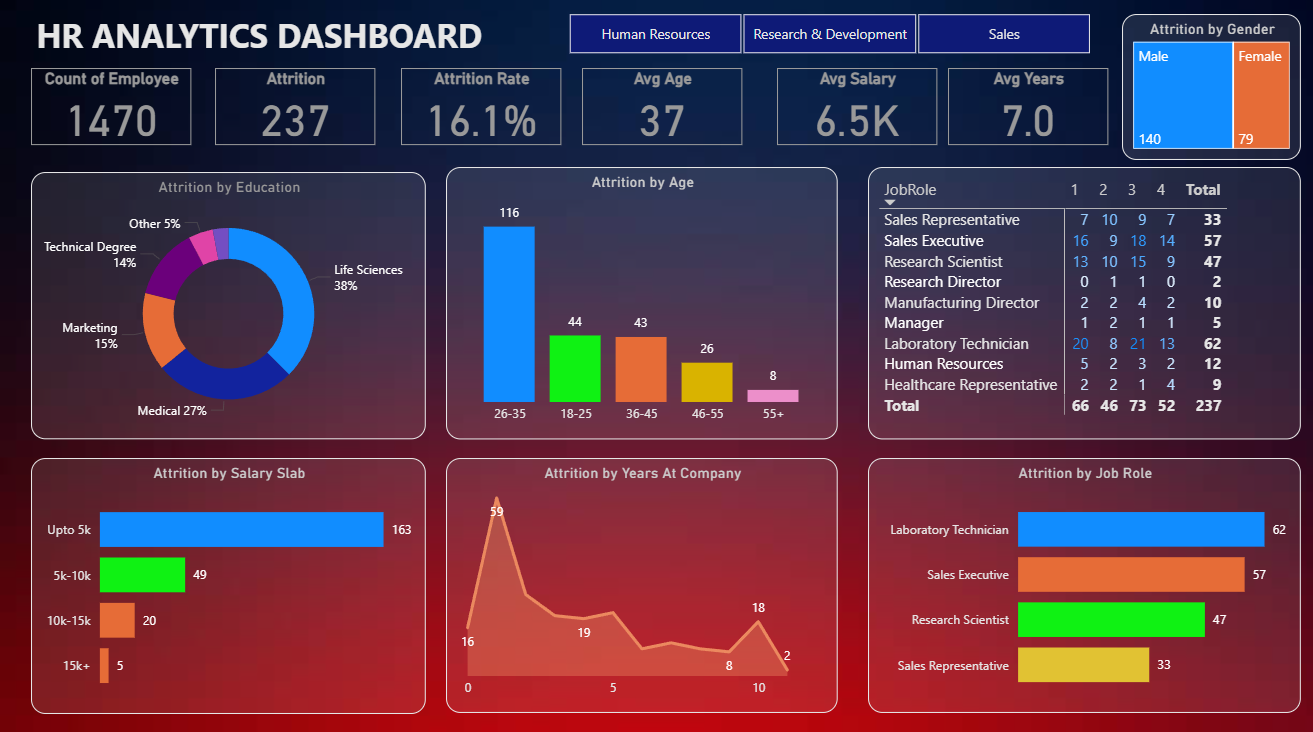 HR ANALYTICS DASHBOARD
Human Resources
Research & Development
Sales
Count of Employee
1470
Attrition
237
Attrition Rate
16.1%
Avg Age
37
Avg Salary
6.5K
Avg Years
7.0
Attrition by Gender
Male
Female
140
79
Attrition by Education
Other 5%
Technical Degree
14%
Life Sciences
38%
Marketing
15%
Medical 27%
Attrition by Age
116
44
43
26
8
26-35
18-25
36-45
46-55
55+
JobRole 1 2 3 4 Total
Sales Representative 7 10 9 7 33
Sales Executive 16 9 18 14 57
Research Scientist 13 10 15 9 47
Research Director 0 1 1 0 2
Manufacturing Director 2 2 4 2 10
Manager 1 2 1 1 5
Laboratory Technician 20 8 21 13 62
Human Resources 5 2 3 2 12
Healthcare Representative 2 2 1 4 9
Total 66 46 73 52 237
Attrition by Salary Slab
Upto 5k 163
5k-10k 49
10k-15k 20
15k+ 5
Attrition by Years At Company
59
16
19
8
18
2
0
5
10
Attrition by Job Role
Laboratory Technician 62
Sales Executive 57
Research Scientist 47
Sales Representative 33